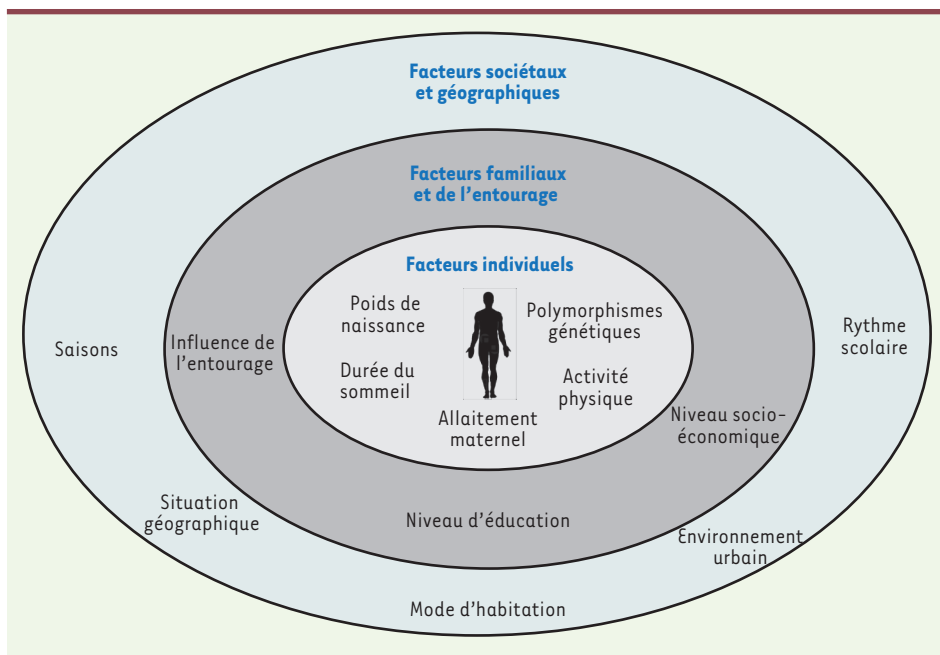 Facteurs sociétaux
et géographiques
Facteurs familiaux
et de l'entourage
Facteurs individuels
Poids de
naissance
Polymorphismes
génétiques
Durée du
sommeil
Activité
physique
Allaitement
maternel
Influence de
l'entourage
Niveau socio-
économique
Niveau d'éducation
Saisons
Rythme
scolaire
Situation
géographique
Environnement
urbain
Mode d'habitation